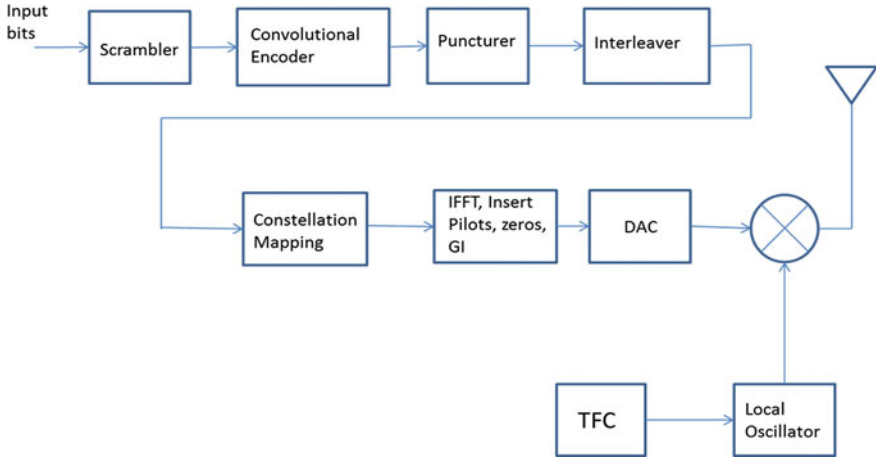 Input
bits
Scrambler
Convolutional
Encoder
Puncturer
Interleaver
Constellation
Mapping
IFFT, Insert
Pilots, zeros,
GI
DAC
TFC
Local
Oscillator